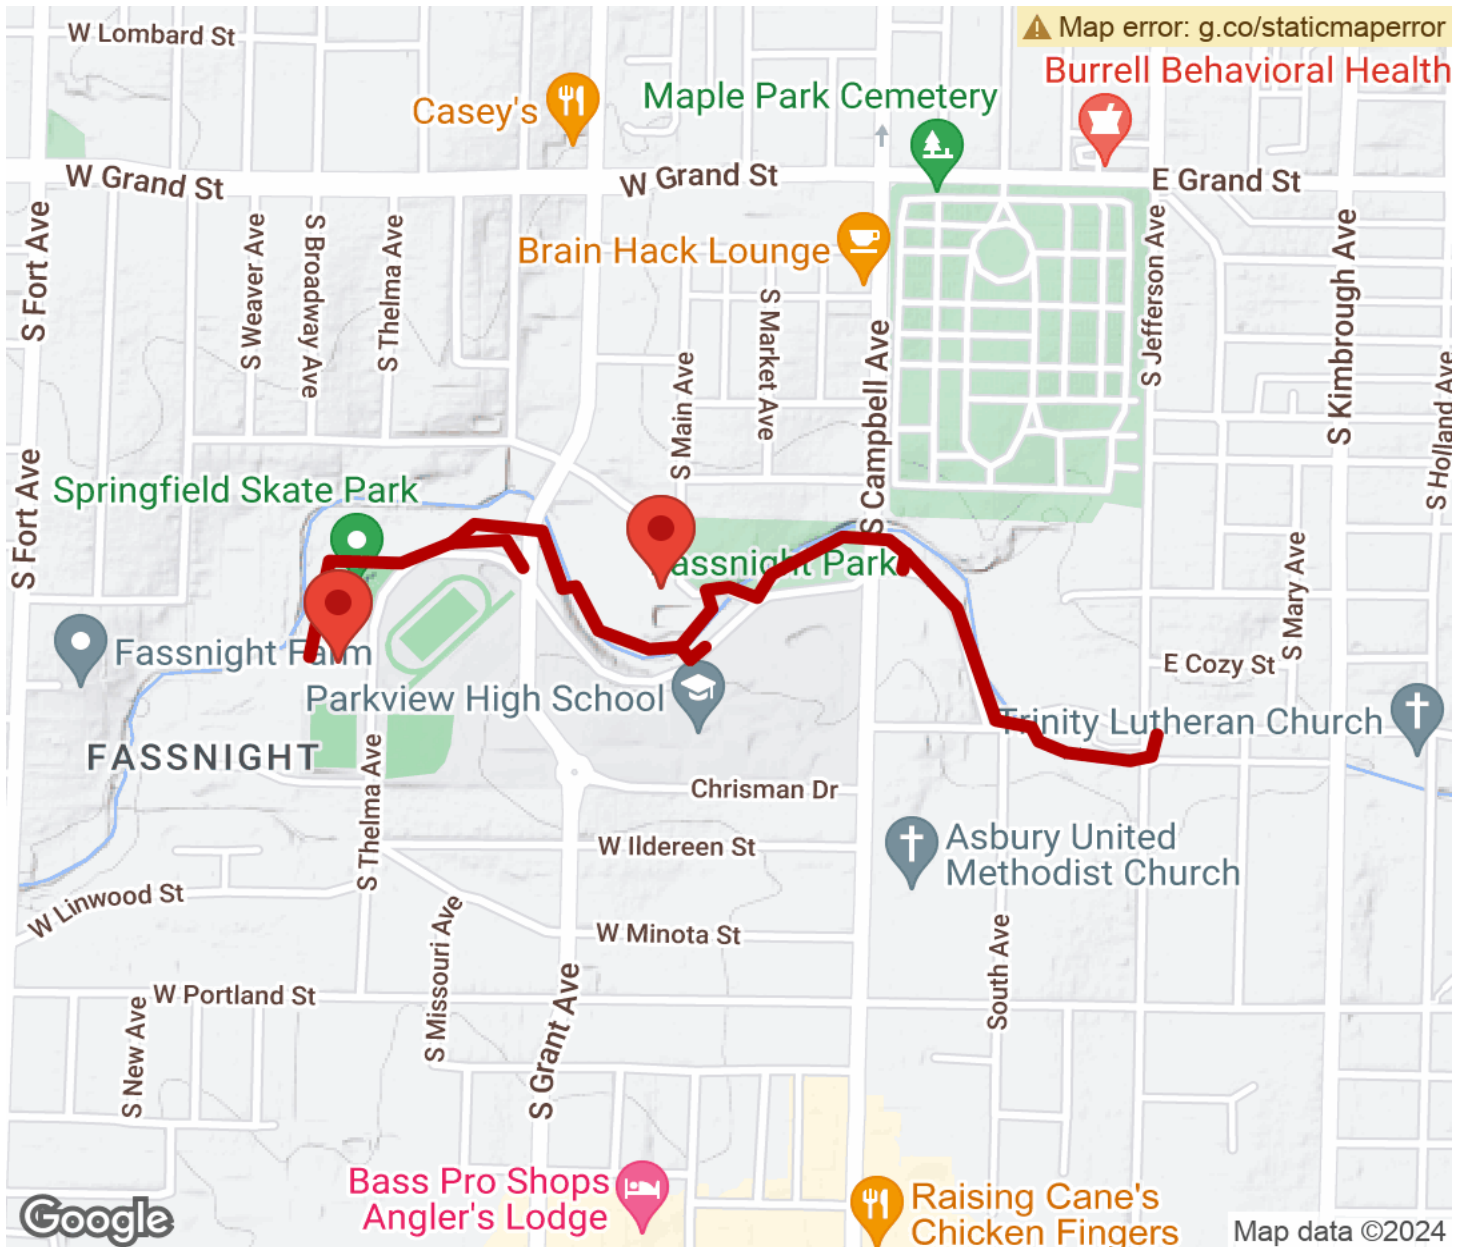 W Lombard St
Map error: g.co/staticmaperror
Burrell Behavioral Health
Casey's
Maple Park Cemetery
W Grand St
W Grand St
E Grand St
S Fort Ave
S Weaver Ave
S Broadway Ave
S Thelma Ave
Brain Hack Lounge
S Market Ave
S Main Ave
S Campbell Ave
S Jefferson Ave
S Kimbrough Ave
S Holland Ave
S Fort Ave
Springfield Skate Park
assnight Park
S Mary Ave
Fassnight Farm
E Cozy St
Parkview High School
Trinity Lutheran Church
FASSNIGHT
S Thelma Ave
Chrisman Dr
W Ildereen St
Asbury United
Methodist Church
W Linwood St
S Missouri Ave
W Minota St
South Ave
W Portland St
S New Ave
S Grant Ave
Bass Pro Shops
Angler's Lodge
Raising Cane's
Chicken Fingers
Google
Map data ©2024